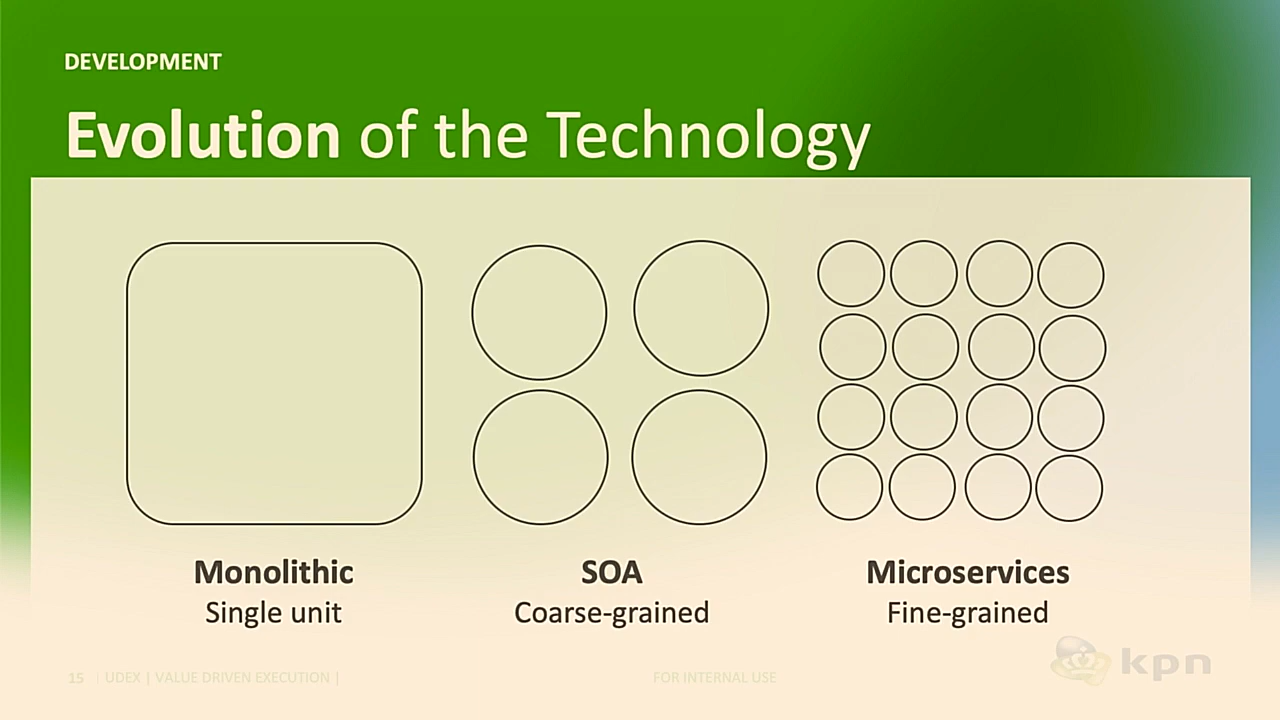 DEVELOPMENT
Evolution of the Technology
Monolithic
Single unit
SOA
Coarse-grained
Microservices
Fine-grained
15 | UDEX | VALUE DRIVEN EXECUTION |
FOR INTERNAL USE
kpn